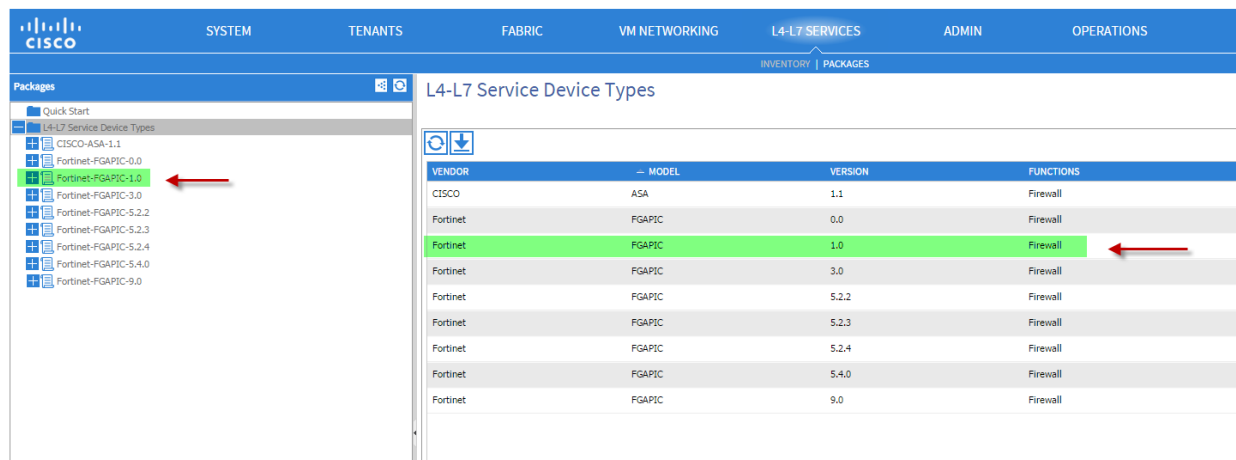 CISCO
SYSTEM TENANTS FABRIC VM NETWORKING L4-L7 SERVICES ADMIN OPERATIONS
INVENTORY | PACKAGES
Packages
Quick Start
L4-L7 Service Device Types
CISCO-ASA-1.1
Fortinet-FGAPIC-0.0
Fortinet-FGAPIC-1.0
Fortinet-FGAPIC-3.0
Fortinet-FGAPIC-5.2.2
Fortinet-FGAPIC-5.2.3
Fortinet-FGAPIC-5.2.4
Fortinet-FGAPIC-5.4.0
Fortinet-FGAPIC-9.0
L4-L7 Service Device Types
VENDOR MODEL VERSION FUNCTIONS
CISCO ASA 1.1 Firewall
Fortinet FGAPIC 0.0 Firewall
Fortinet FGAPIC 1.0 Firewall
Fortinet FGAPIC 3.0 Firewall
Fortinet FGAPIC 5.2.2 Firewall
Fortinet FGAPIC 5.2.3 Firewall
Fortinet FGAPIC 5.2.4 Firewall
Fortinet FGAPIC 5.4.0 Firewall
Fortinet FGAPIC 9.0 Firewall